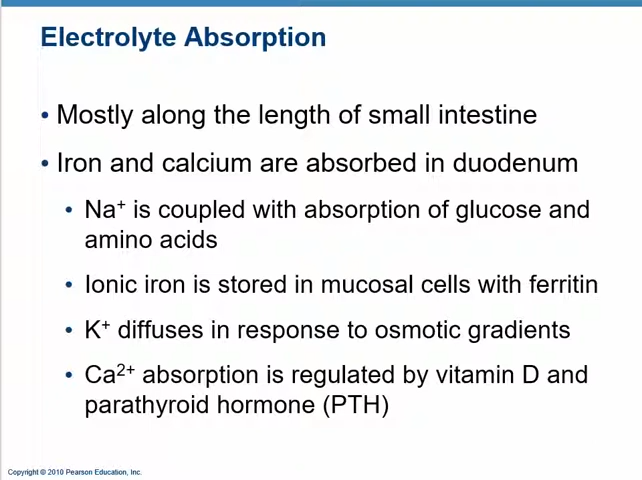 Electrolyte Absorption
• Mostly along the length of small intestine
• Iron and calcium are absorbed in duodenum
• Na⁺ is coupled with absorption of glucose and
amino acids
• Ionic iron is stored in mucosal cells with ferritin
• K⁺ diffuses in response to osmotic gradients
• Ca²⁺ absorption is regulated by vitamin D and
parathyroid hormone (PTH)
Copyright © 2010 Pearson Education, Inc.